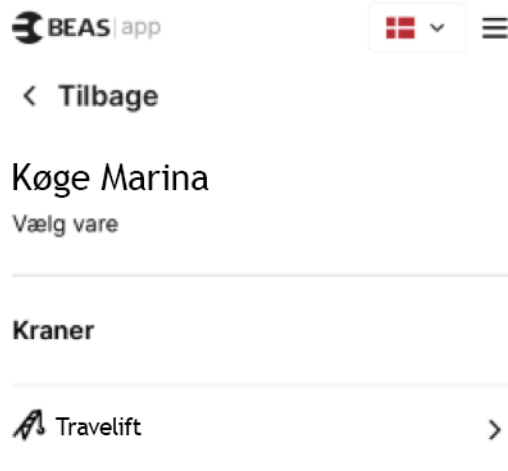 BEAS app
Tilbage
Køge Marina
Vælg vare
Kraner
Travelift